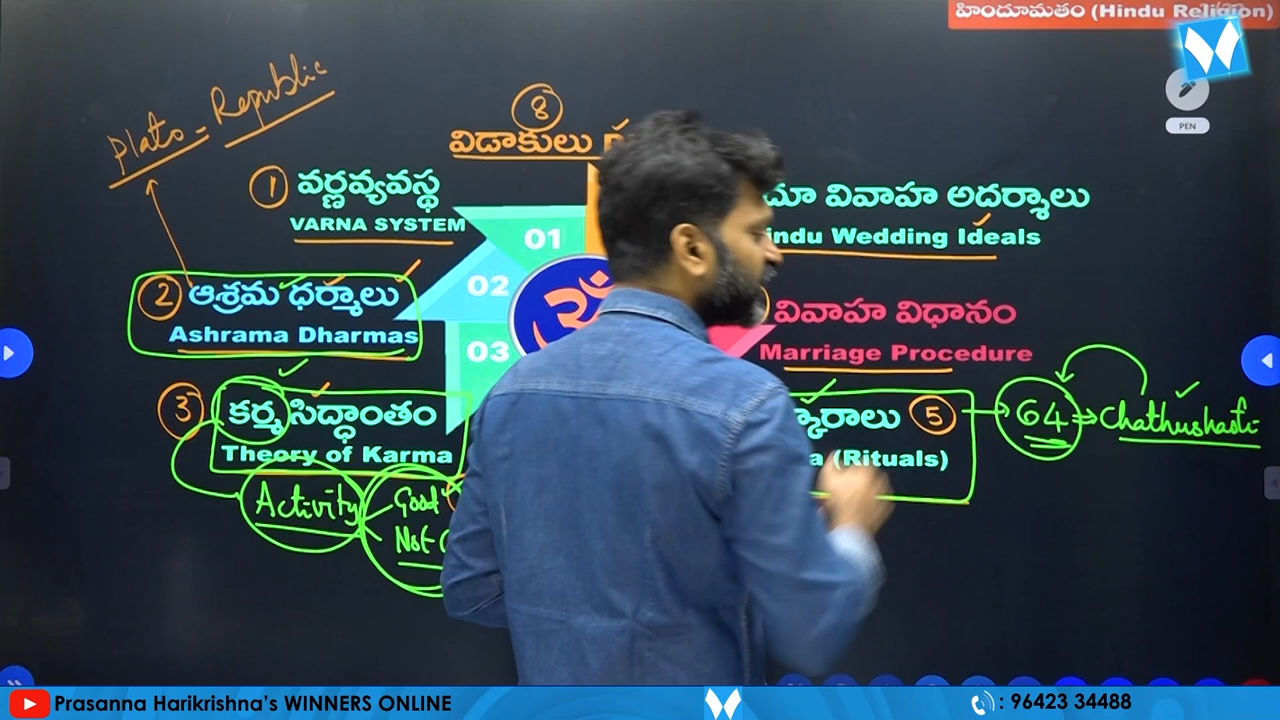 హిందూమతం (Hindu Religion)
PEN
Plato = Republic
8
విడాకులు
1 వర్ణవ్యవస్థ
VARNA SYSTEM
01
వివాహ అదర్శాలు
Wedding Ideals
2 ఆశ్రమ ధర్మాలు
Ashrama Dharmas
02
వివాహ విధానం
Marriage Procedure
03
3 కర్మ సిద్ధాంతం
Theory of Karma
5
(Rituals)
64 ⇒ Chathushasti
Activity
Good
Not
Prasanna Harikrishna's WINNERS ONLINE
: 96423 34488